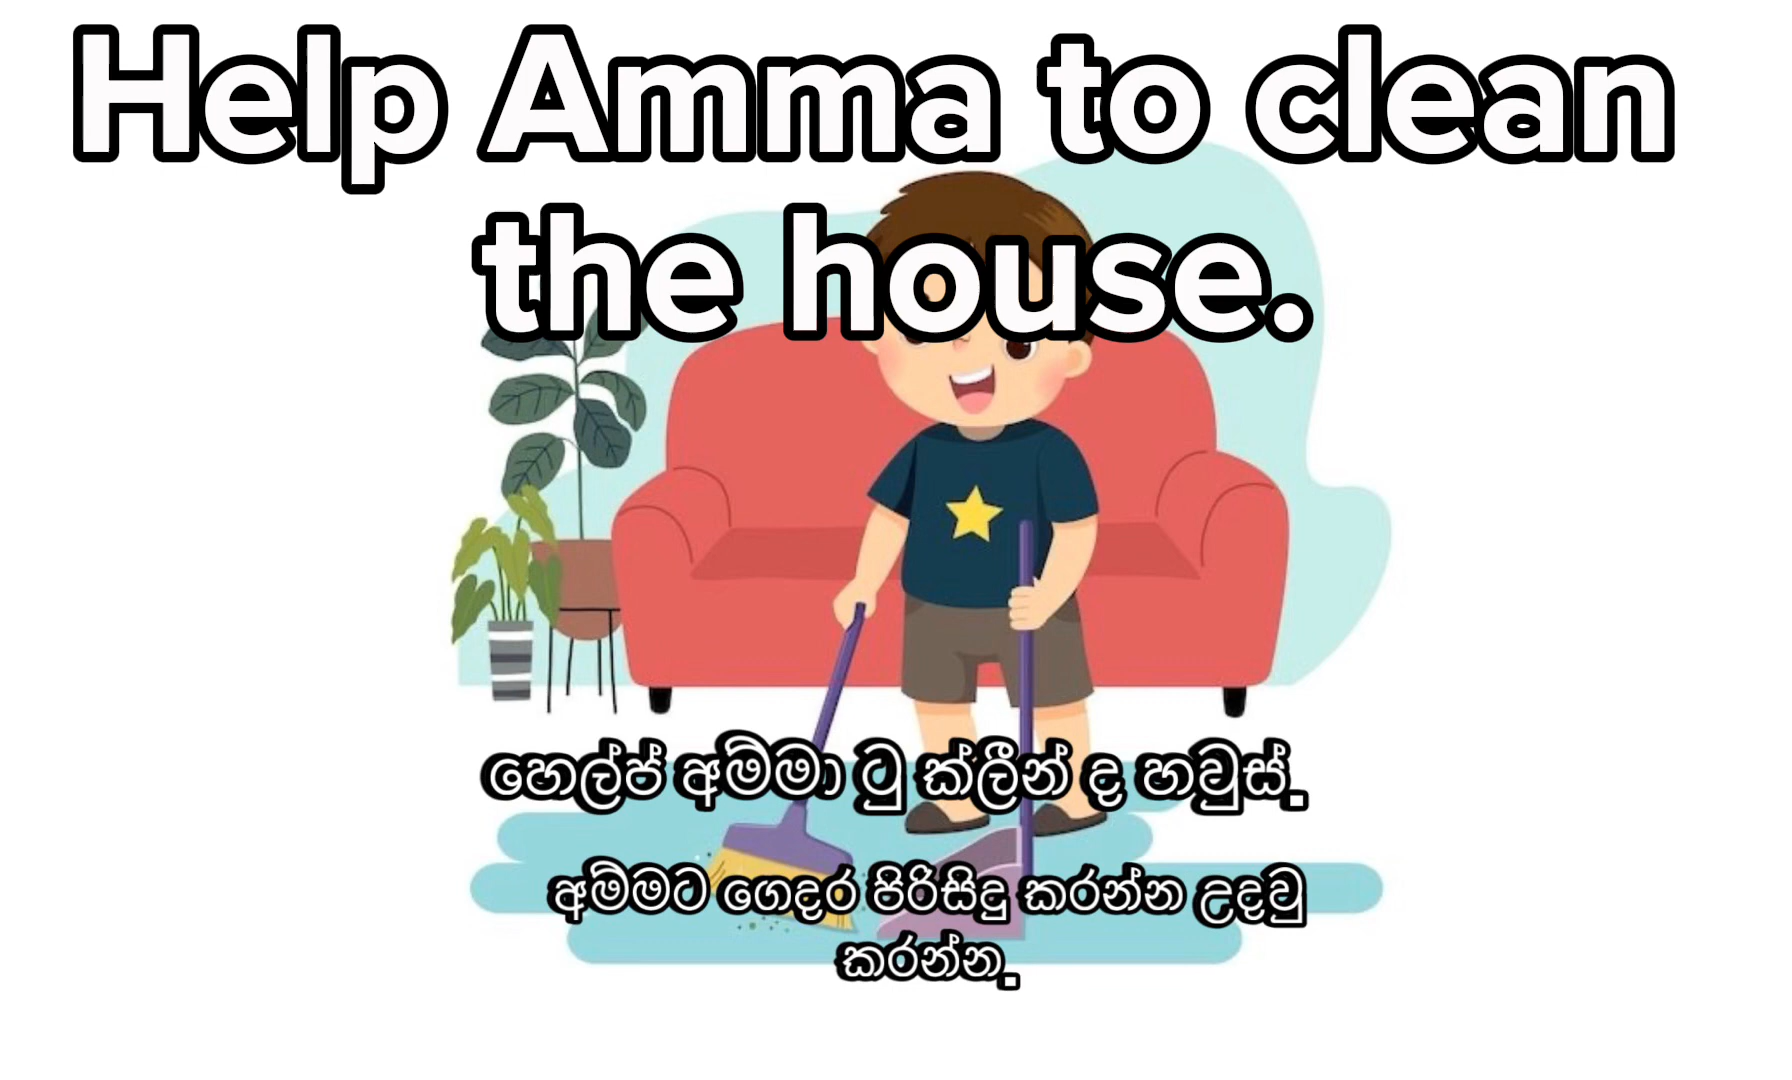 Help Amma to clean
the house.
හෙල්ප් අම්මා ටු ක්ලීන් ද හවුස්.
අම්මට ගෙදර පිරිසිදු කරන්න උදවු
කරන්න.